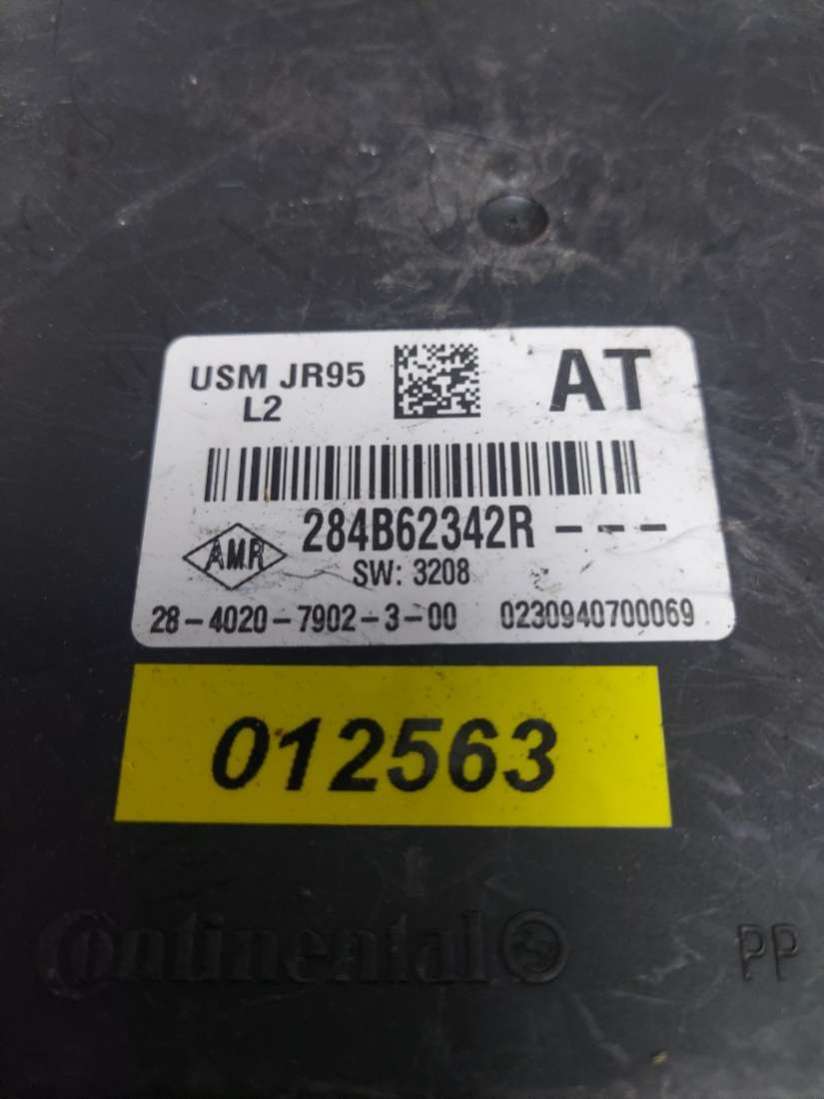 USM JR95
L2
AT
284B62342R ---
AMR
SW: 3208
28-4020-7902-3-00 0230940700069
012563
Continental
PP